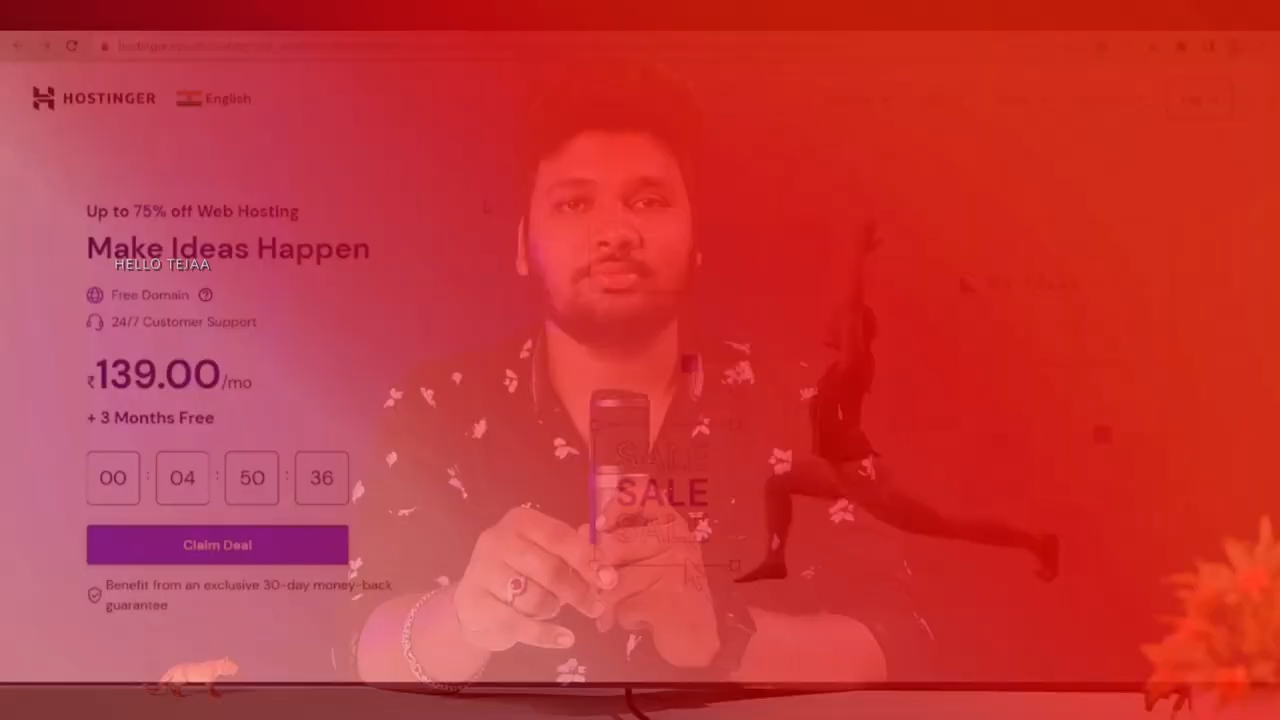 HOSTINGER
English
Up to 75% off Web Hosting
Make Ideas Happen
HELLO TEJAA
Free Domain
24/7 Customer Support
₹139.00/mo
+ 3 Months Free
00 : 04 : 50 : 36
Claim Deal
Benefit from an exclusive 30-day money-back
guarantee
SALE
SALE
SALE